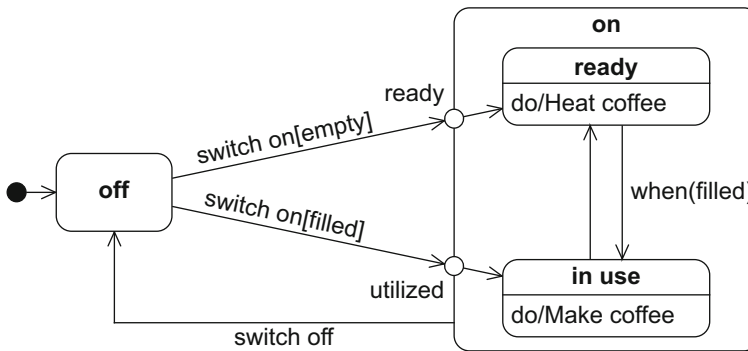 on
ready
do/Heat coffee
ready
switch on[empty]
off
switch on[filled]
when(filled)
utilized
in use
do/Make coffee
switch off